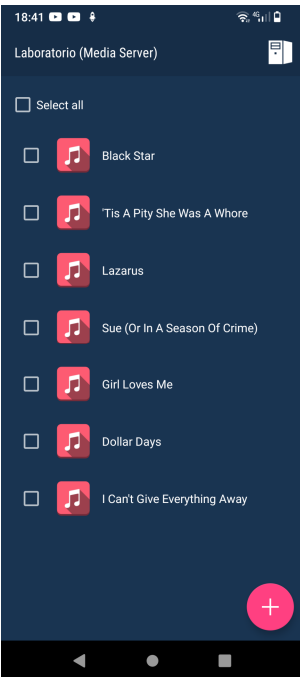 18:41
4G
Laboratorio (Media Server)
Select all
Black Star
'Tis A Pity She Was A Whore
Lazarus
Sue (Or In A Season Of Crime)
Girl Loves Me
Dollar Days
I Can't Give Everything Away